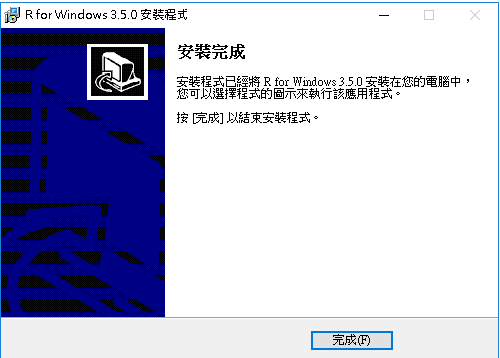 R for Windows 3.5.0 安裝程式
安裝完成
安裝程式已經將 R for Windows 3.5.0 安裝在您的電腦中，
您可以選擇程式的圖示來執行該應用程式。
按 [完成] 以結束安裝程式。
完成(F)